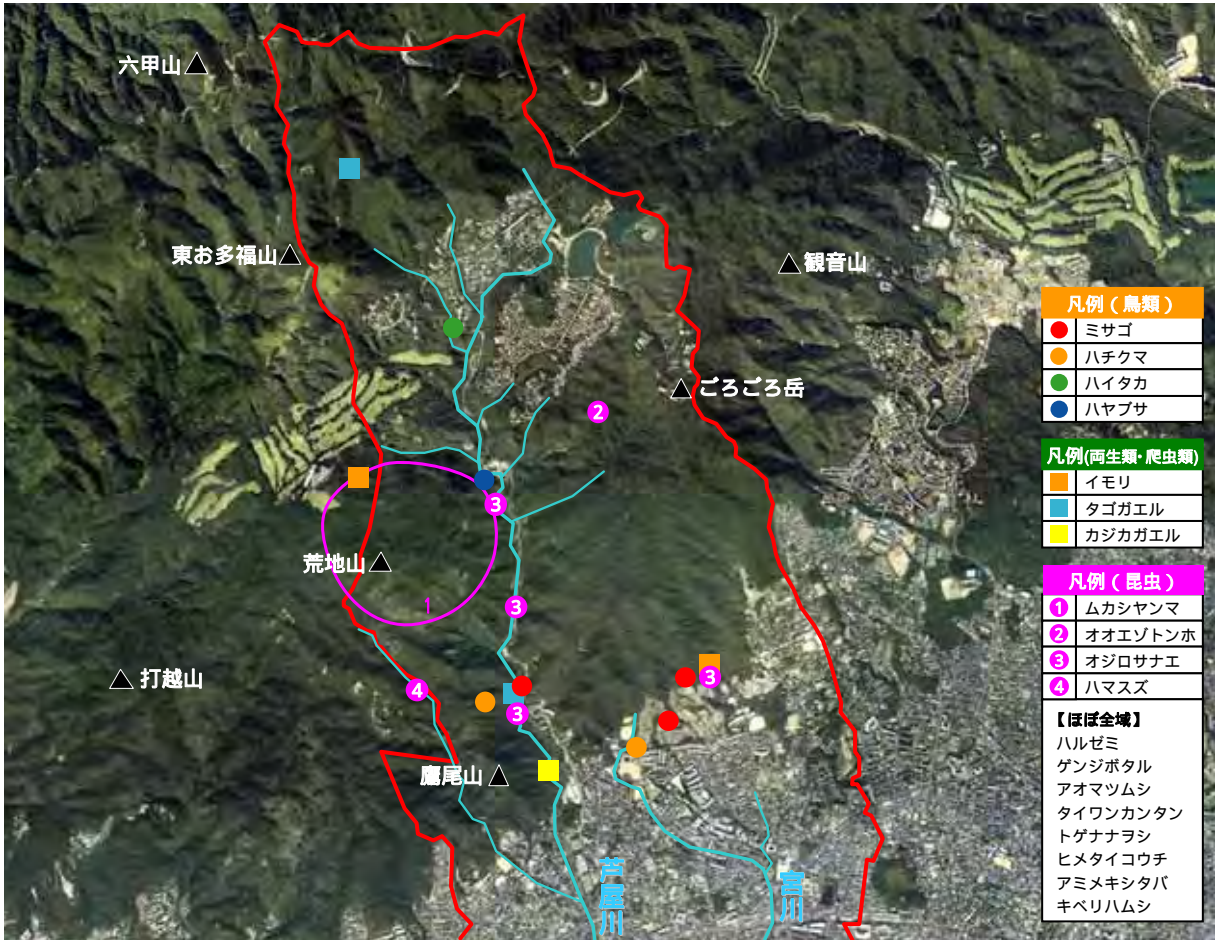 六甲山
東お多福山
観音山
ごろごろ岳
荒地山
打越山
鷹尾山
芦屋川
宮川
2
3
1
3
3
4
3
凡例（鳥類）
ミサゴ
ハチクマ
ハイタカ
ハヤブサ
凡例(両生類・爬虫類)
イモリ
タゴガエル
カジカガエル
凡例（昆虫）
1 ムカシヤンマ
2 オオエゾトンホ
3 オジロサナエ
4 ハマスズ
【ほぼ全域】
ハルゼミ
ゲンジボタル
アオマツムシ
タイワンカンタン
トゲナナヲシ
ヒメタイコウチ
アミメキシタバ
キベリハムシ